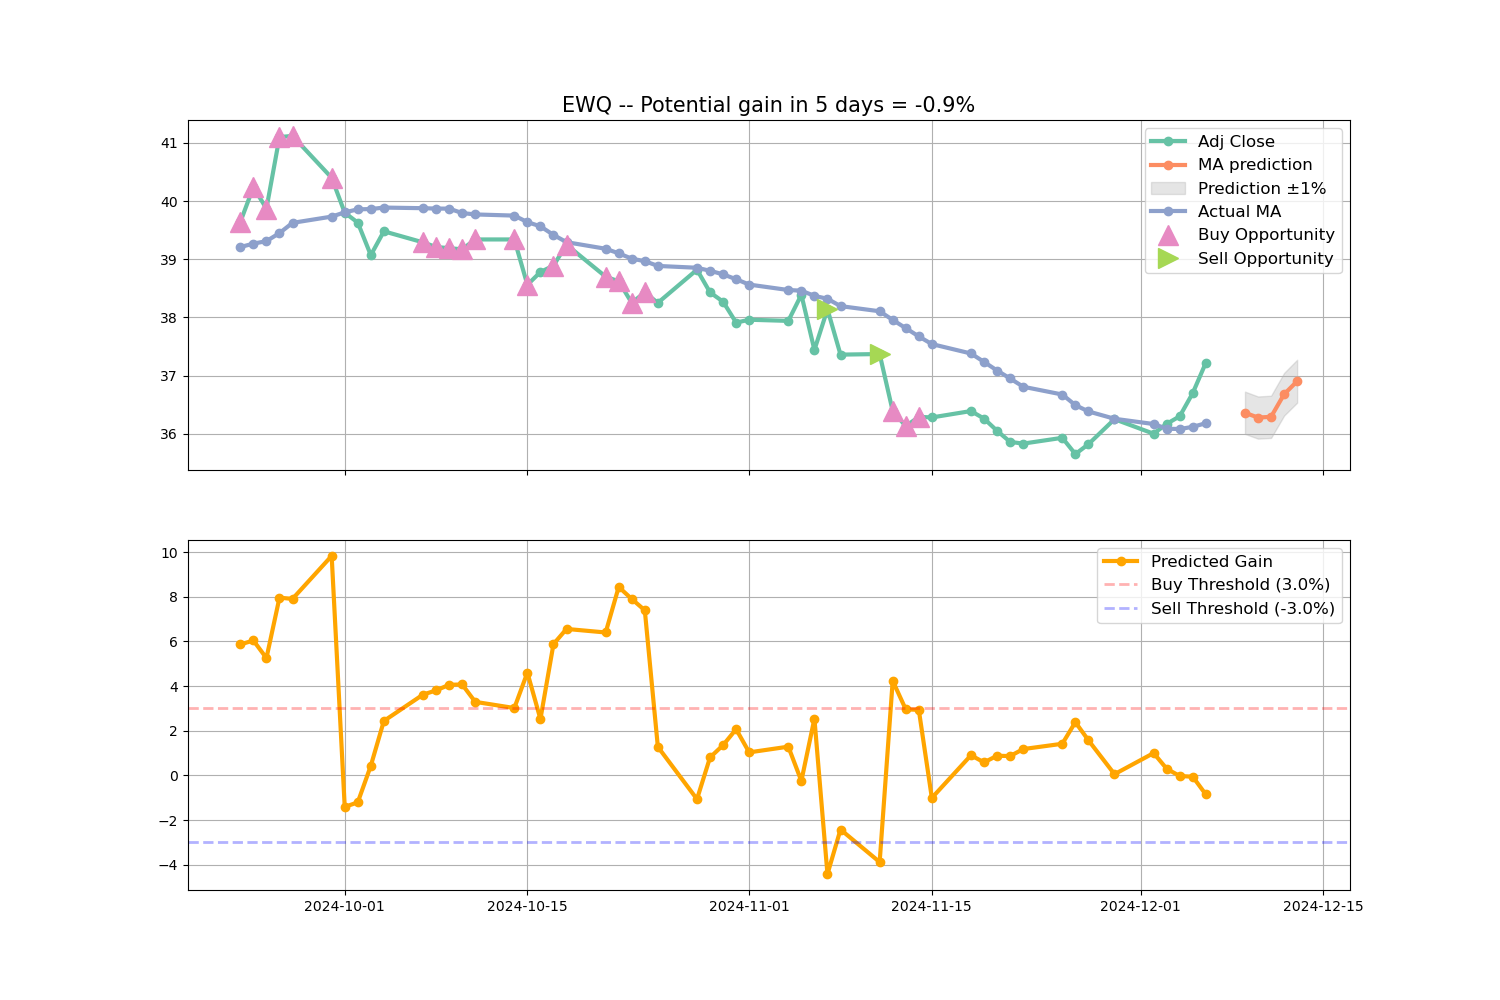 EWQ -- Potential gain in 5 days = -0.9%
41
40
39
38
37
36
Adj Close
MA prediction
Prediction ±1%
Actual MA
Buy Opportunity
Sell Opportunity
10
8
6
4
2
0
−2
−4
Predicted Gain
Buy Threshold (3.0%)
Sell Threshold (-3.0%)
2024-10-01 2024-10-15 2024-11-01 2024-11-15 2024-12-01 2024-12-15